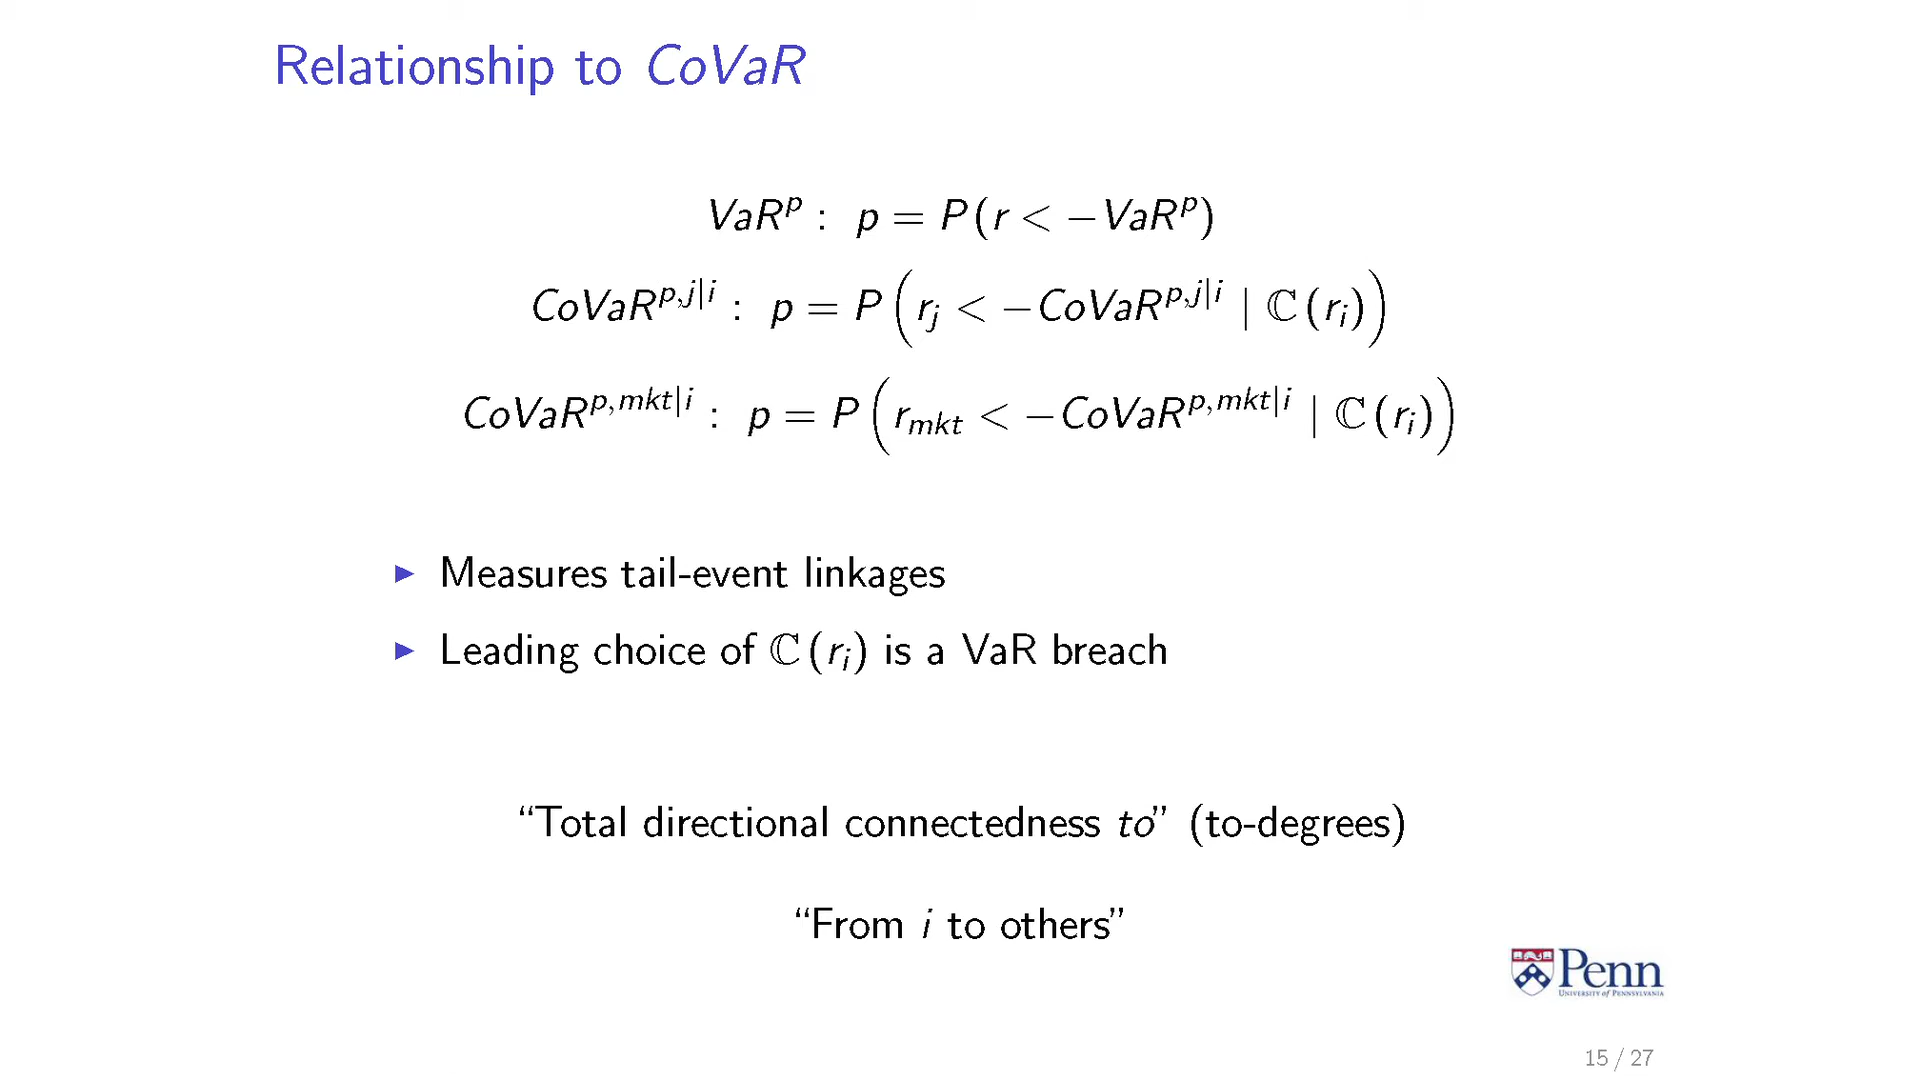 Relationship to CoVaR
VaR^p : p = P(r < −VaR^p)
CoVaR^{p,j|i} : p = P(r_j < −CoVaR^{p,j|i} | ℂ(r_i))
CoVaR^{p,mkt|i} : p = P(r_{mkt} < −CoVaR^{p,mkt|i} | ℂ(r_i))
▶ Measures tail-event linkages
▶ Leading choice of ℂ(r_i) is a VaR breach
“Total directional connectedness to” (to-degrees)
“From i to others”
Penn
UNIVERSITY of PENNSYLVANIA
15 / 27